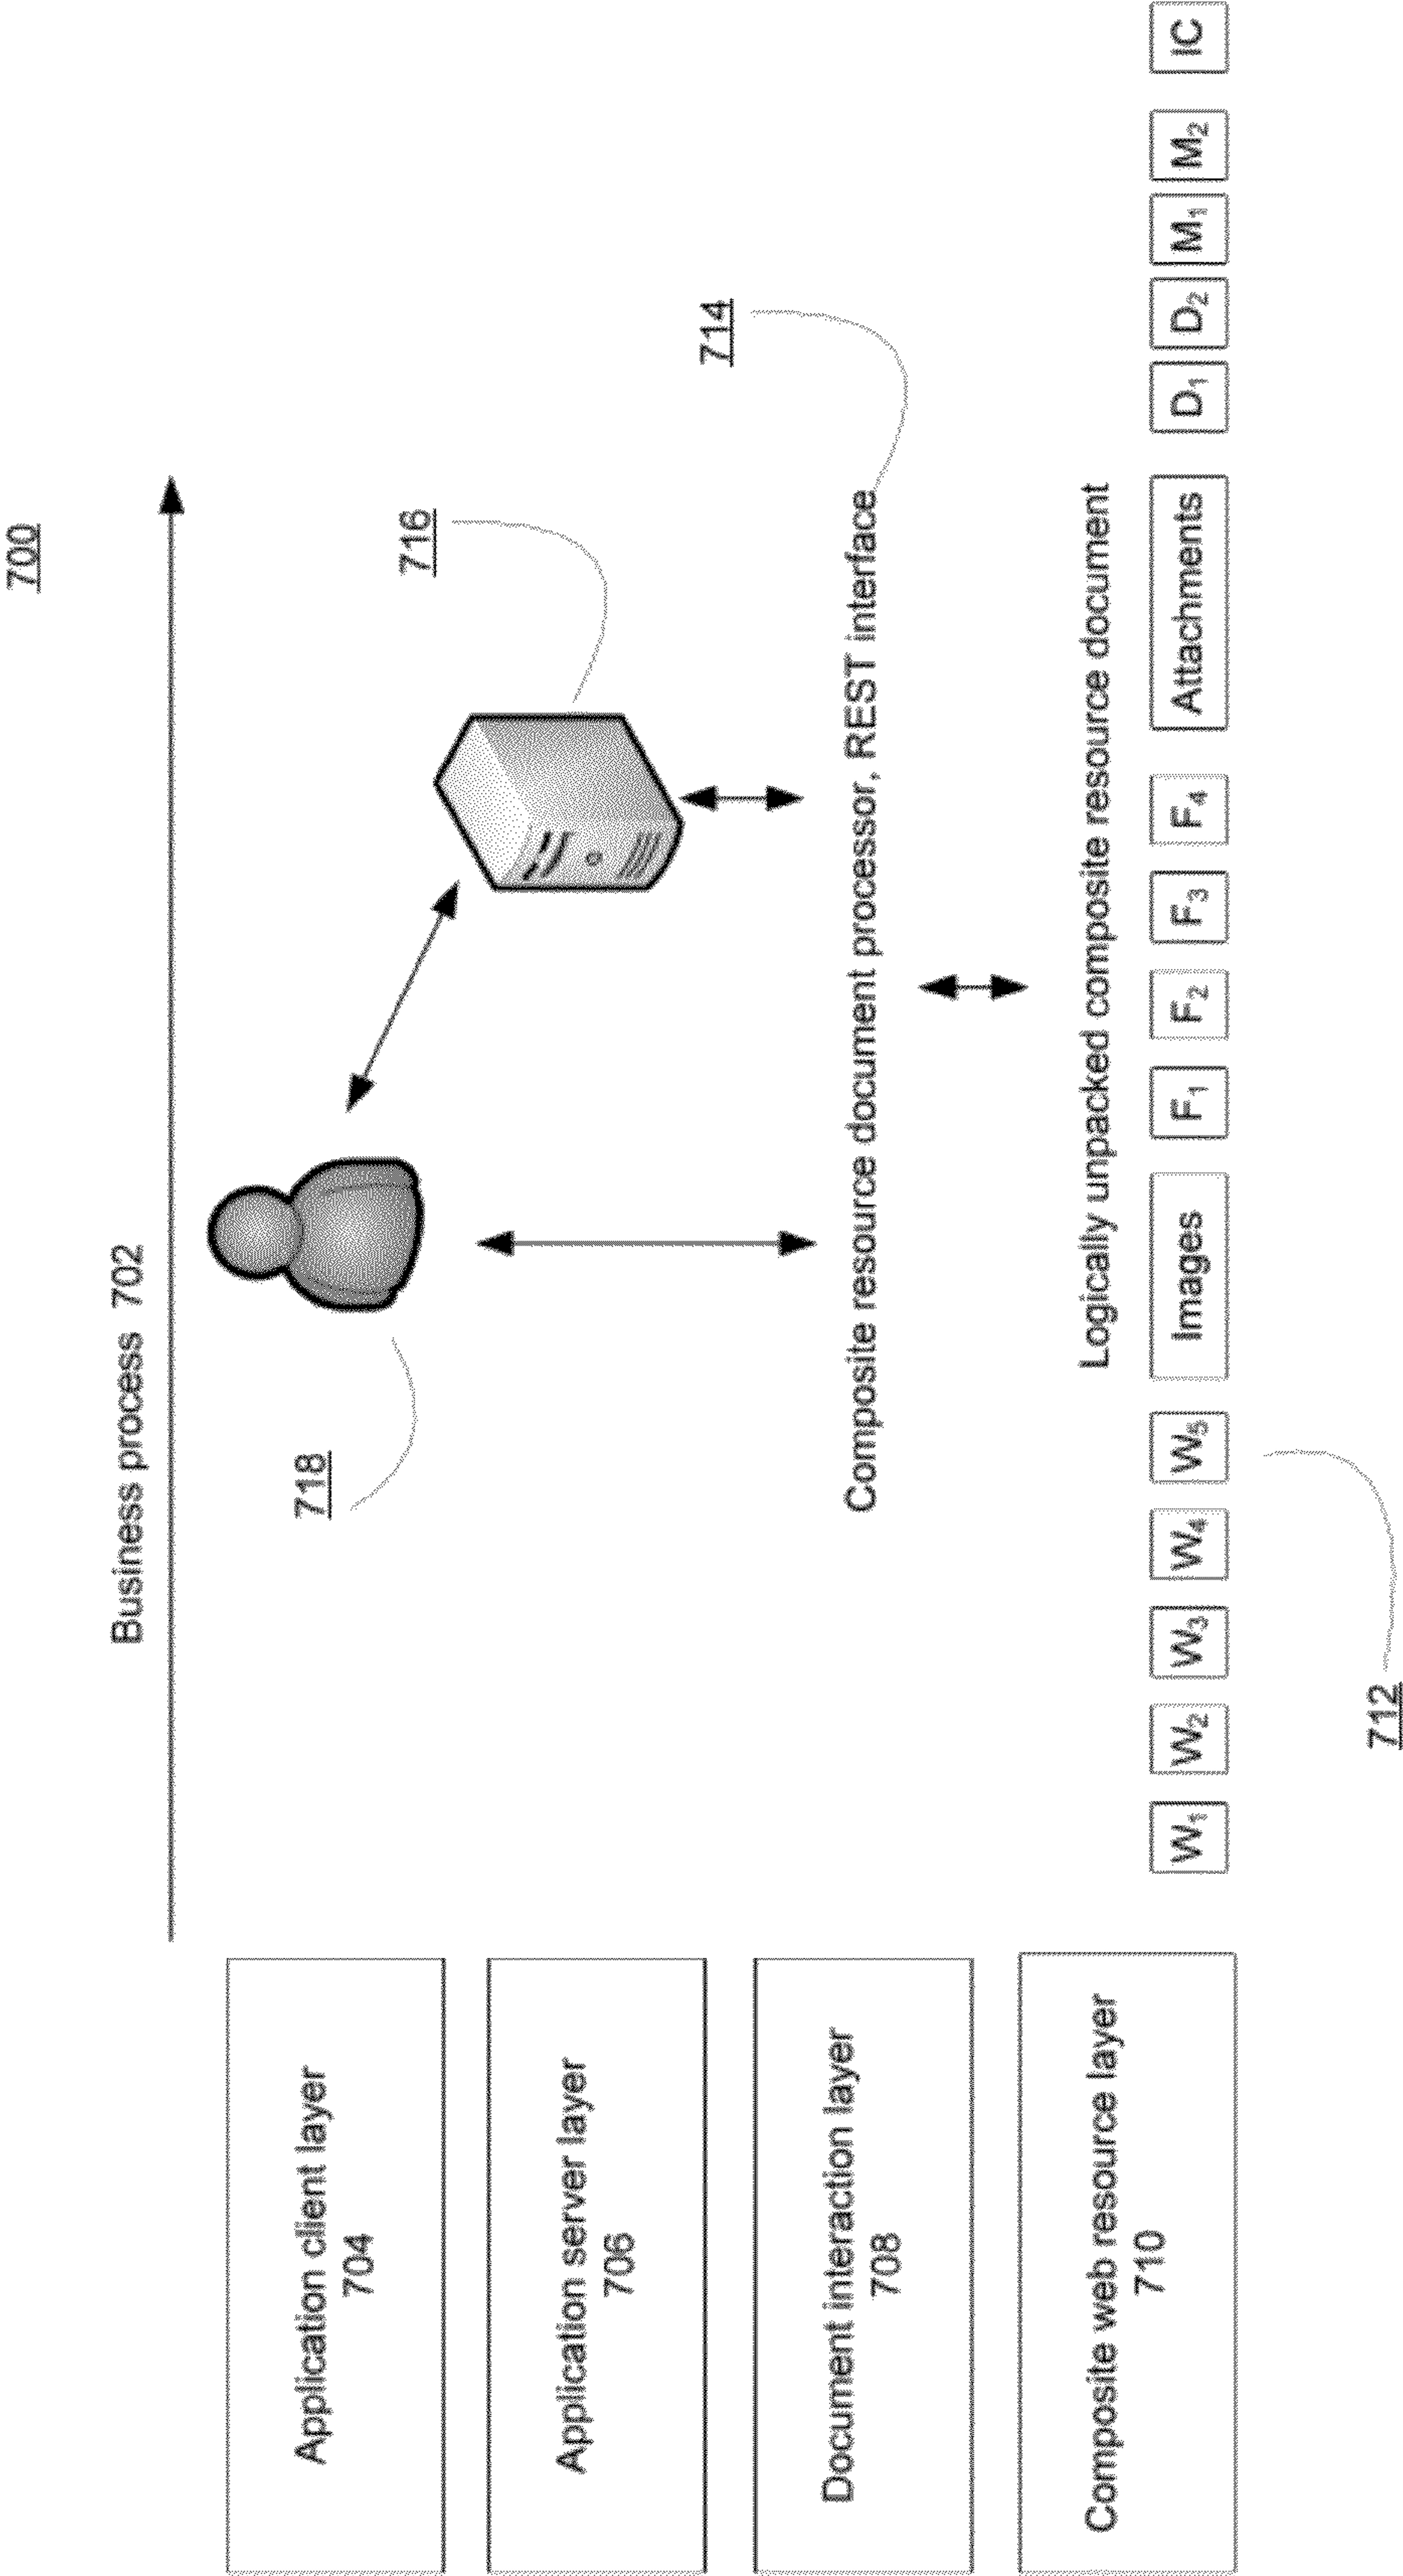 700
Business process 702
Application client layer
704
718
Application server layer
706
716
Document interaction layer
708
Composite resource document processor, REST interface
714
Composite web resource layer
710
Logically unpacked composite resource document
W1 W2 W3 W4 W5 Images F1 F2 F3 F4 Attachments D1 D2 M1 M2 IC
712